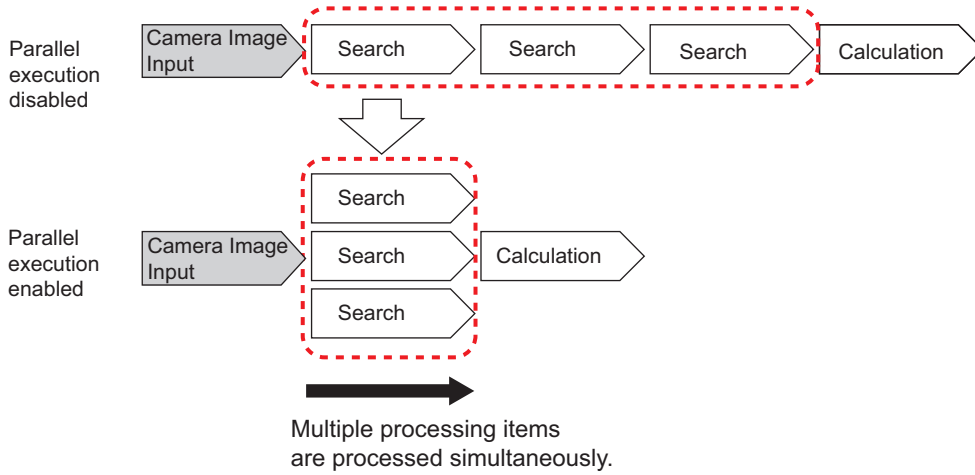 Parallel
execution
disabled
Camera Image
Input
Search
Search
Search
Calculation
Parallel
execution
enabled
Camera Image
Input
Search
Search
Search
Calculation
Multiple processing items
are processed simultaneously.